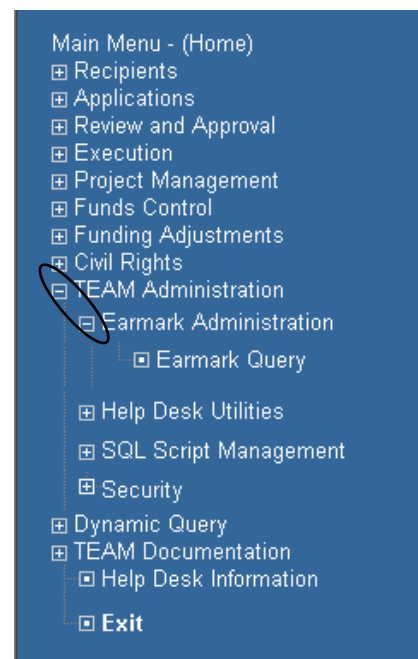 Main Menu - (Home)
Recipients
Applications
Review and Approval
Execution
Project Management
Funds Control
Funding Adjustments
Civil Rights
TEAM Administration
Earmark Administration
Earmark Query
Help Desk Utilities
SQL Script Management
Security
Dynamic Query
TEAM Documentation
Help Desk Information
Exit